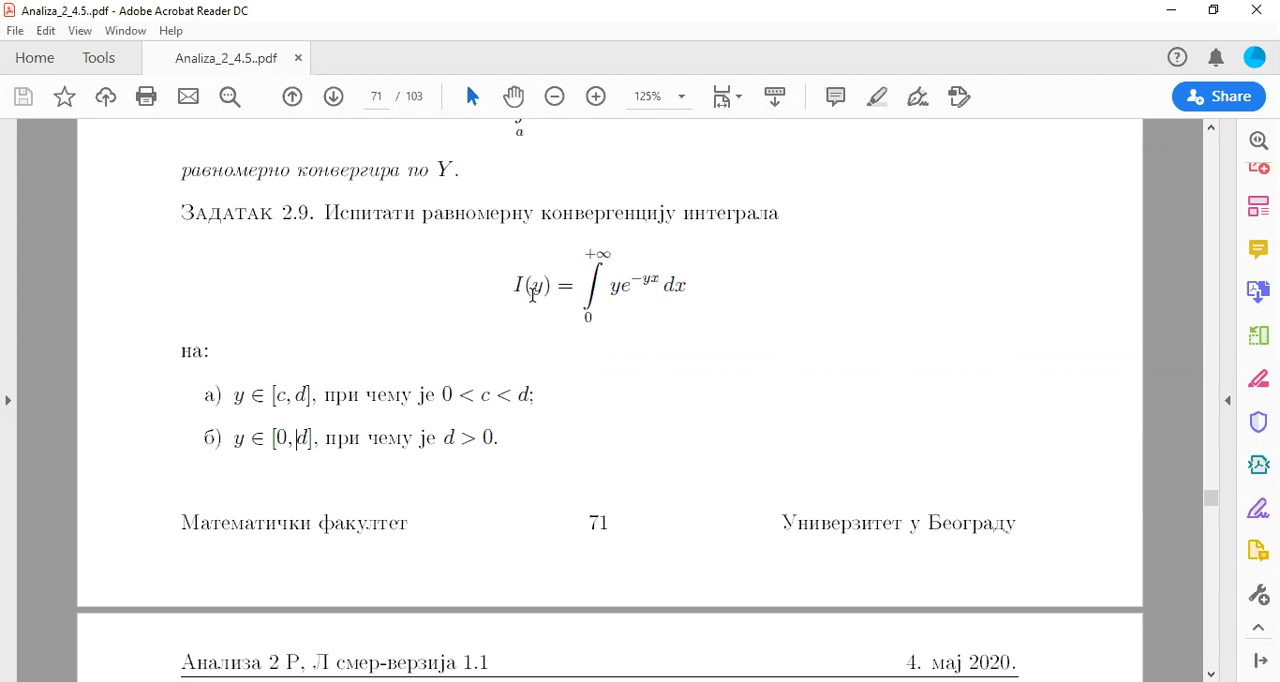 Analiza_2_4.5..pdf - Adobe Acrobat Reader DC
File Edit View Window Help
Home Tools Analiza_2_4.5..pdf ×
71 / 103 125% Share
a
равномерно конвергира по Y.
Задатак 2.9. Испитати равномерну конвергенцију интеграла
+∞
I(y) = ∫ ye^{-yx} dx
0
на:
а) y ∈ [c, d], при чему је 0 < c < d;
б) y ∈ [0, d], при чему је d > 0.
Математички факултет 71 Универзитет у Београду
Анализа 2 Р, Л смер-верзија 1.1 4. мај 2020.